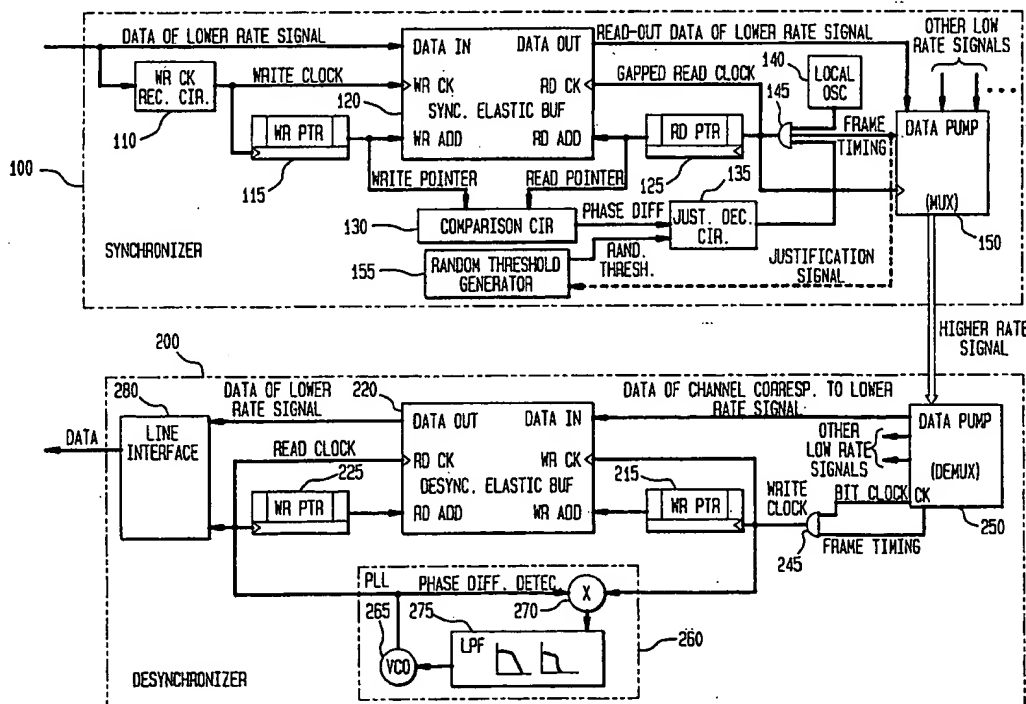 DATA OF LOWER RATE SIGNAL
WR CK
REC. CIR.
110
WRITE CLOCK
WR PTR
115
120
DATA IN
DATA OUT
WR CK
RD CK
SYNC. ELASTIC BUF
WR ADD
RD ADD
READ-OUT DATA OF LOWER RATE SIGNAL
GAPPED READ CLOCK
OTHER LOW
RATE SIGNALS
140
LOCAL
OSC
145
FRAME
TIMING
RD PTR
125
DATA PUMP
(MUX)
150
100
WRITE POINTER
READ POINTER
135
130
COMPARISON CIR
PHASE DIFF
JUST. DEC.
CIR.
155
RANDOM THRESHOLD
GENERATOR
RAND.
THRESH.
JUSTIFICATION
SIGNAL
SYNCHRONIZER
HIGHER RATE
SIGNAL
200
280
DATA
LINE
INTERFACE
DATA OF LOWER
RATE SIGNAL
220
DATA OF CHANNEL CORRESP. TO LOWER
RATE SIGNAL
DATA OUT
DATA IN
RD CK
WR CK
DESYNC. ELASTIC BUF
RD ADD
WR ADD
READ CLOCK
225
WR PTR
215
WR PTR
DATA PUMP
(DEMUX)
OTHER
LOW RATE
SIGNALS
WRITE
CLOCK
BIT CLOCK
CK
250
245
FRAME TIMING
PLL
PHASE DIFF. DETEC.
X
270
265
275
LPF
VCO
260
DESYNCHRONIZER